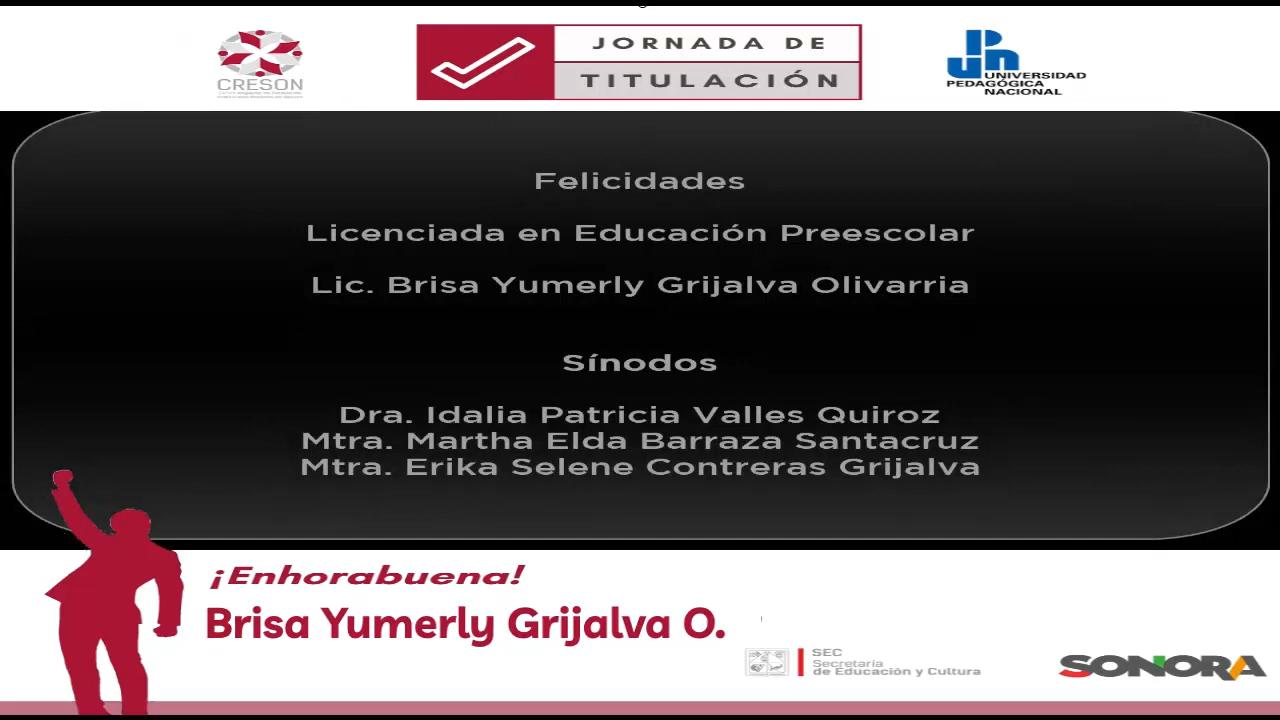 CRESON
JORNADA DE
TITULACIÓN
UNIVERSIDAD
PEDAGÓGICA
NACIONAL
Felicidades
Licenciada en Educación Preescolar
Lic. Brisa Yumerly Grijalva Olivarria
Sínodos
Dra. Idalia Patricia Valles Quiroz
Mtra. Martha Elda Barraza Santacruz
Mtra. Erika Selene Contreras Grijalva
¡Enhorabuena!
Brisa Yumerly Grijalva O.
SEC
Secretaría
de Educación y Cultura
SONORA